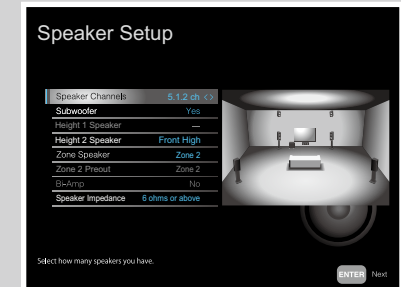 Speaker Setup
Speaker Channels 5.1.2 ch <>
Subwoofer Yes
Height 1 Speaker —
Height 2 Speaker Front High
Zone Speaker Zone 2
Zone 2 Preout Zone 2
Bi-Amp No
Speaker Impedance 6 ohms or above
Select how many speakers you have.
ENTER Next